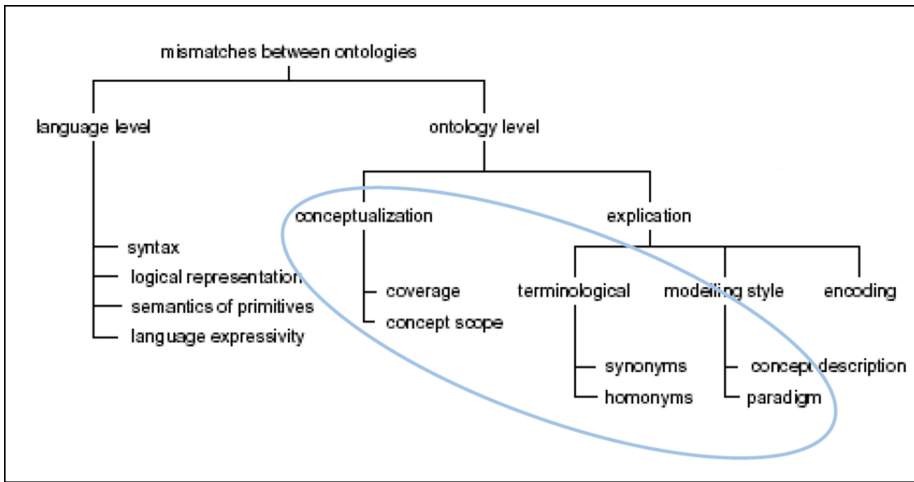 mismatches between ontologies
language level
ontology level
conceptualization
explication
syntax
logical representation
semantics of primitives
language expressivity
coverage
concept scope
terminological
modelling style
encoding
synonyms
homonyms
concept description
paradigm